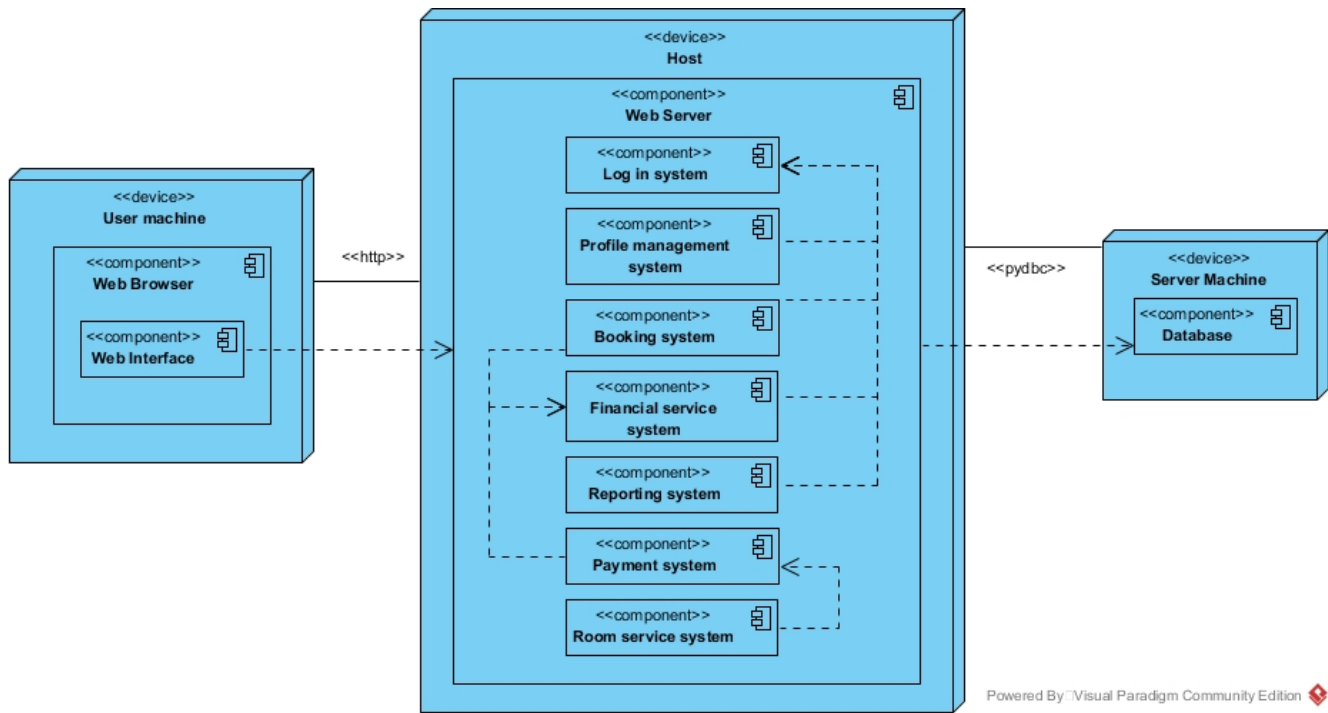 <<device>>
User machine
<<component>>
Web Browser
<<component>>
Web Interface
<<http>>
<<device>>
Host
<<component>>
Web Server
<<component>>
Log in system
<<component>>
Profile management
system
<<component>>
Booking system
<<component>>
Financial service
system
<<component>>
Reporting system
<<component>>
Payment system
<<component>>
Room service system
<<pydbc>>
<<device>>
Server Machine
<<component>>
Database
Powered By Visual Paradigm Community Edition